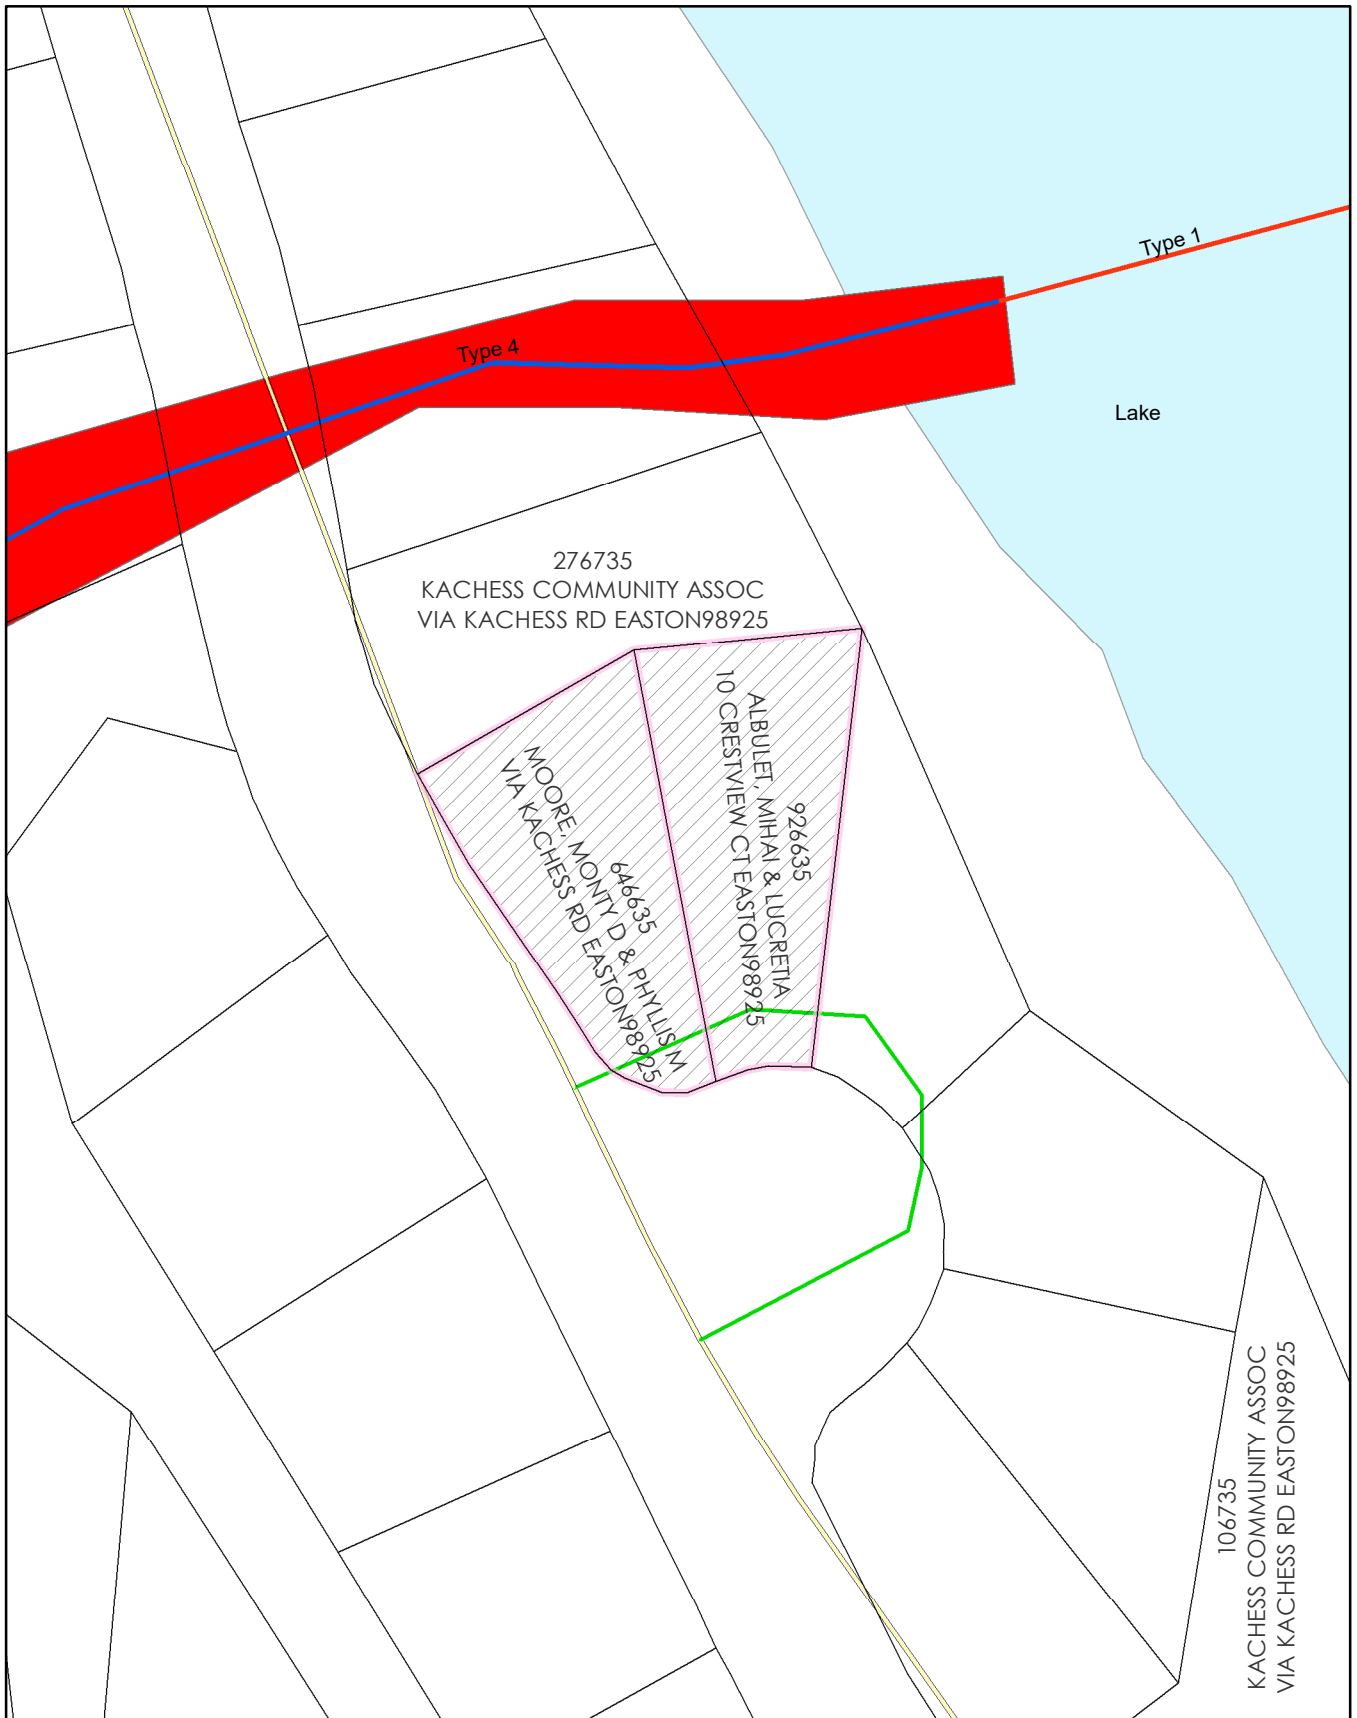 Type 1
Type 4
Lake
276735
KACHESS COMMUNITY ASSOC
VIA KACHESS RD EASTON98925
926635
ALBULET, MIHAI & LUCRETIA
10 CRESTVIEW CT EASTON98925
646635
MOORE, MONTY D & PHYLLIS M
VIA KACHESS RD EASTON98925
106735
KACHESS COMMUNITY ASSOC
VIA KACHESS RD EASTON98925